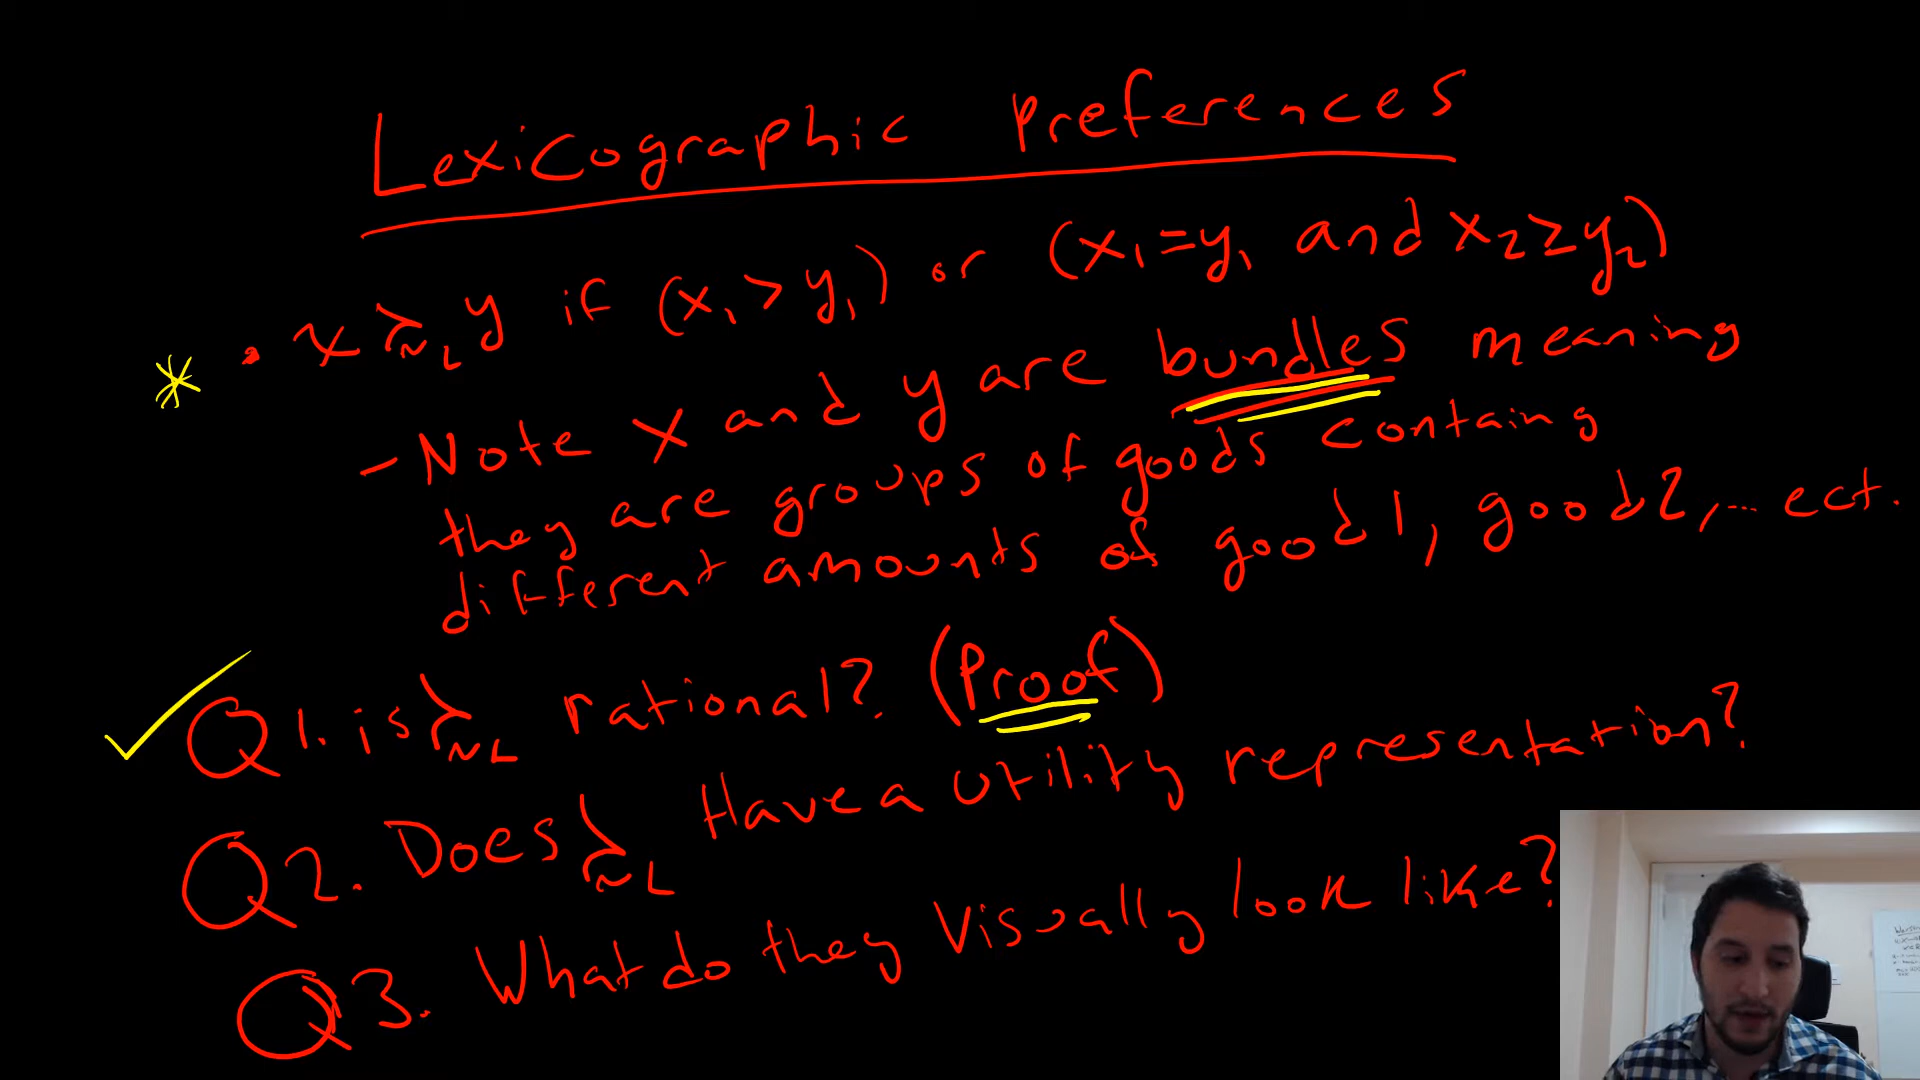 Lexicographic Preferences
* • x ≿L y if (x₁ > y₁) or (x₁ = y₁ and x₂ ≥ y₂)
- Note x and y are bundles meaning
they are groups of goods containg
different amounts of good 1, good 2, ... ect.
Q1. is ≿L rational? (Proof)
Q2. Does ≿L Have a utility representation?
Q3. What do they Visually look like?